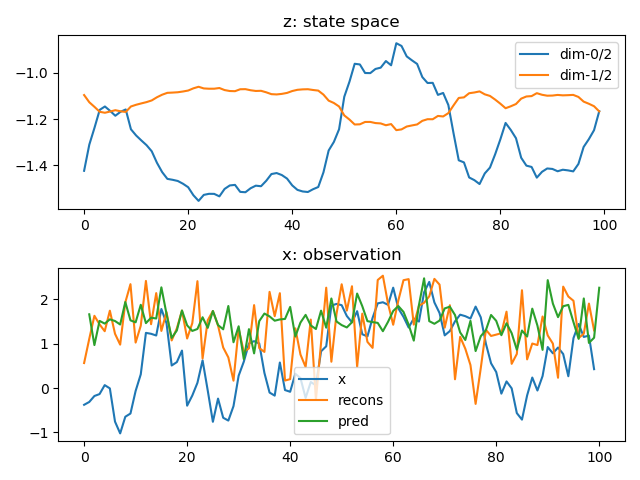 z: state space
−1.0
−1.2
−1.4
dim-0/2
dim-1/2
0
20
40
60
80
100
x: observation
2
1
0
−1
x
recons
pred
0
20
40
60
80
100